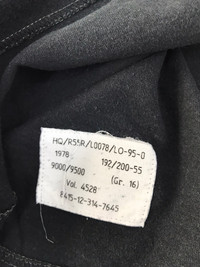 HQ/R55R/L0078/LO-95-0
1978 192/200-55
9000/9500 (Gr. 16)
Vol. 4528
8415-12-314-7645